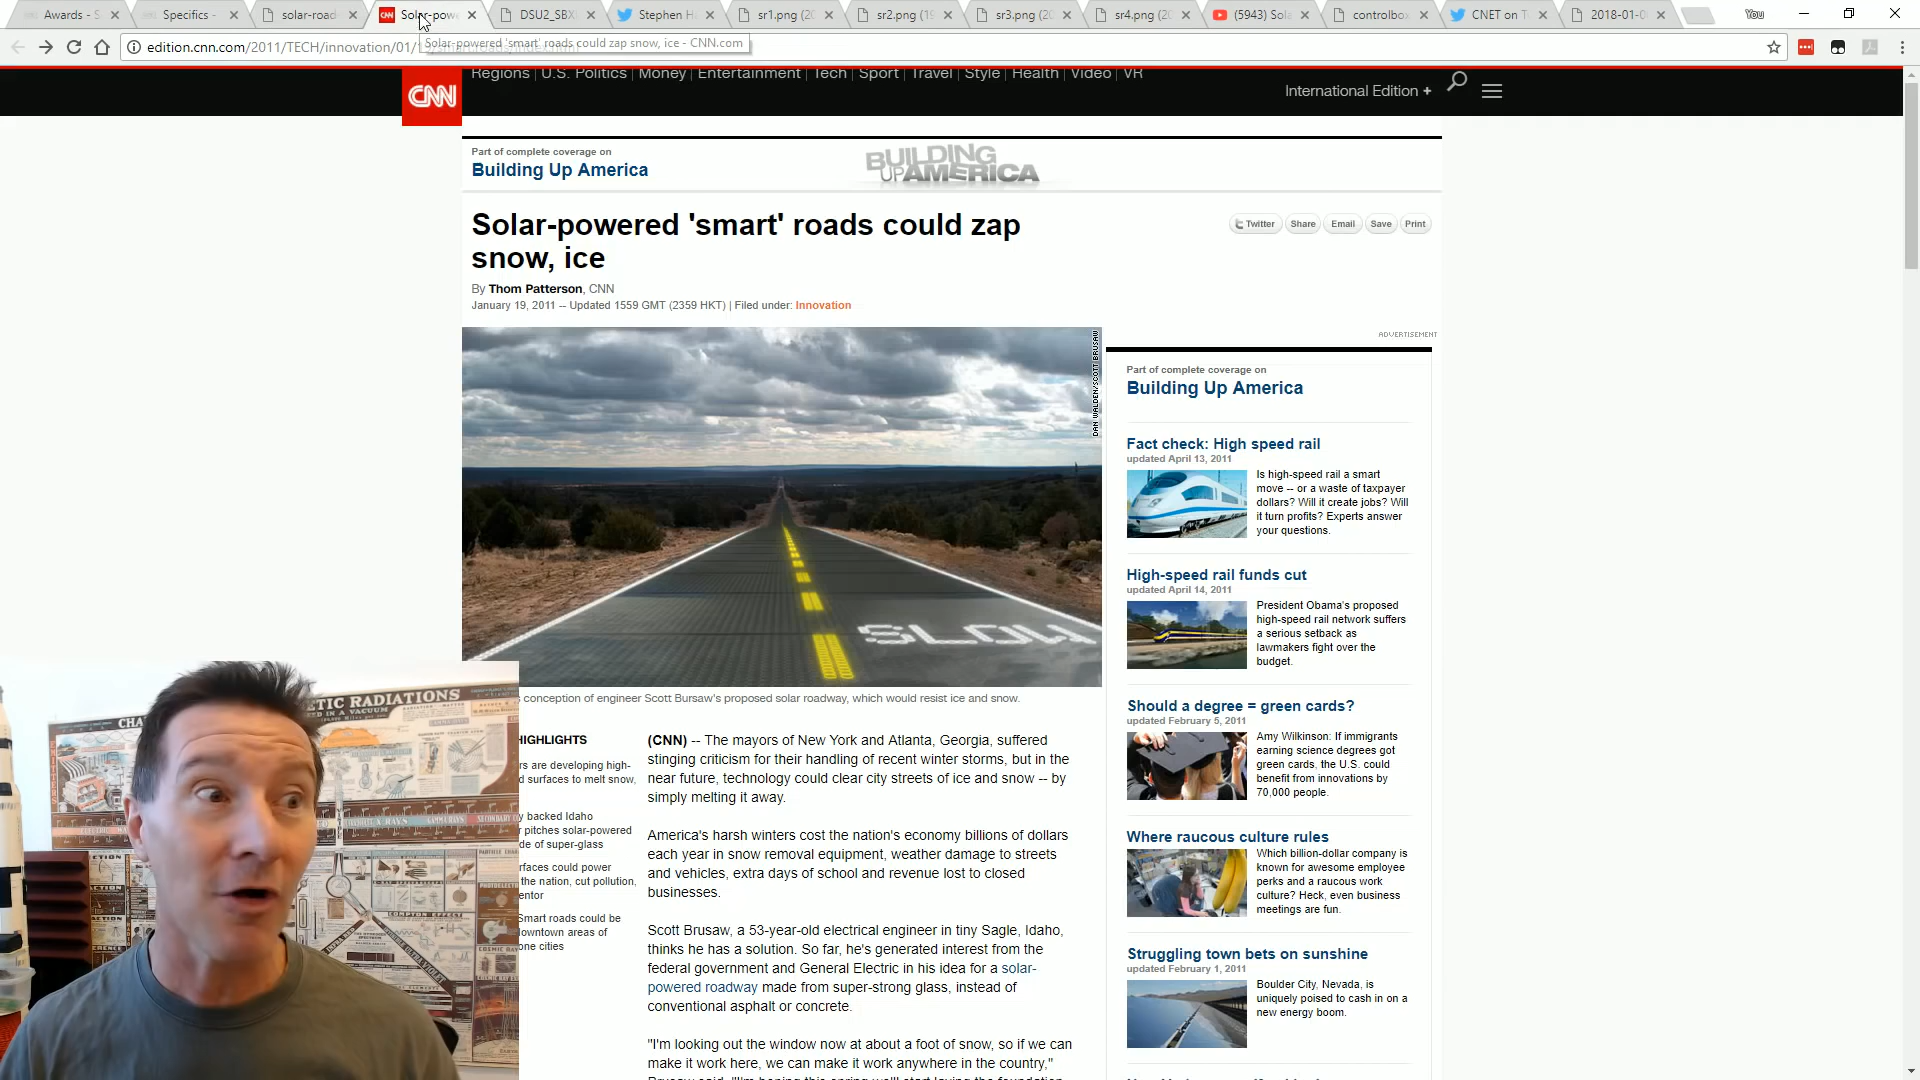 Awards - S
Specifics -
solar-road
Solar-pow
DSU2_SBX
Stephen H
sr1.png (20
sr2.png (19
sr3.png (20
sr4.png (20
(5943) Sola
controlbox
CNET on T
2018-01-0
You
edition.cnn.com/2011/TECH/innovation/01/1
Solar-powered 'smart' roads could zap snow, ice - CNN.com
CNN
Regions | U.S. Politics | Money | Entertainment | Tech | Sport | Travel | Style | Health | Video | VR
International Edition +
Part of complete coverage on
Building Up America
BUILDING
UP AMERICA
Solar-powered 'smart' roads could zap
snow, ice
Twitter Share Email Save Print
By Thom Patterson, CNN
January 19, 2011 -- Updated 1559 GMT (2359 HKT) | Filed under: Innovation
DAN WALDEN/SCOTT BRUSAW
SLOW
conception of engineer Scott Bursaw's proposed solar roadway, which would resist ice and snow.
HIGHLIGHTS
rs are developing high-
d surfaces to melt snow,
y backed Idaho
r pitches solar-powered
de of super-glass
rfaces could power
the nation, cut pollution,
entor
Smart roads could be
downtown areas of
one cities
(CNN) -- The mayors of New York and Atlanta, Georgia, suffered
stinging criticism for their handling of recent winter storms, but in the
near future, technology could clear city streets of ice and snow -- by
simply melting it away.
America's harsh winters cost the nation's economy billions of dollars
each year in snow removal equipment, weather damage to streets
and vehicles, extra days of school and revenue lost to closed
businesses.
Scott Brusaw, a 53-year-old electrical engineer in tiny Sagle, Idaho,
thinks he has a solution. So far, he's generated interest from the
federal government and General Electric in his idea for a solar-
powered roadway made from super-strong glass, instead of
conventional asphalt or concrete.
"I'm looking out the window now at about a foot of snow, so if we can
make it work here, we can make it work anywhere in the country,"
ADVERTISEMENT
Part of complete coverage on
Building Up America
Fact check: High speed rail
updated April 13, 2011
Is high-speed rail a smart
move -- or a waste of taxpayer
dollars? Will it create jobs? Will
it turn profits? Experts answer
your questions.
High-speed rail funds cut
updated April 14, 2011
President Obama's proposed
high-speed rail network suffers
a serious setback as
lawmakers fight over the
budget.
Should a degree = green cards?
updated February 5, 2011
Amy Wilkinson: If immigrants
earning science degrees got
green cards, the U.S. could
benefit from innovations by
70,000 people.
Where raucous culture rules
Which billion-dollar company is
known for awesome employee
perks and a raucous work
culture? Heck, even business
meetings are fun.
Struggling town bets on sunshine
updated February 1, 2011
Boulder City, Nevada, is
uniquely poised to cash in on a
new energy boom.
CHA
TIC RADIATIONS
IN A VACUUM
COMPTON EFFECT